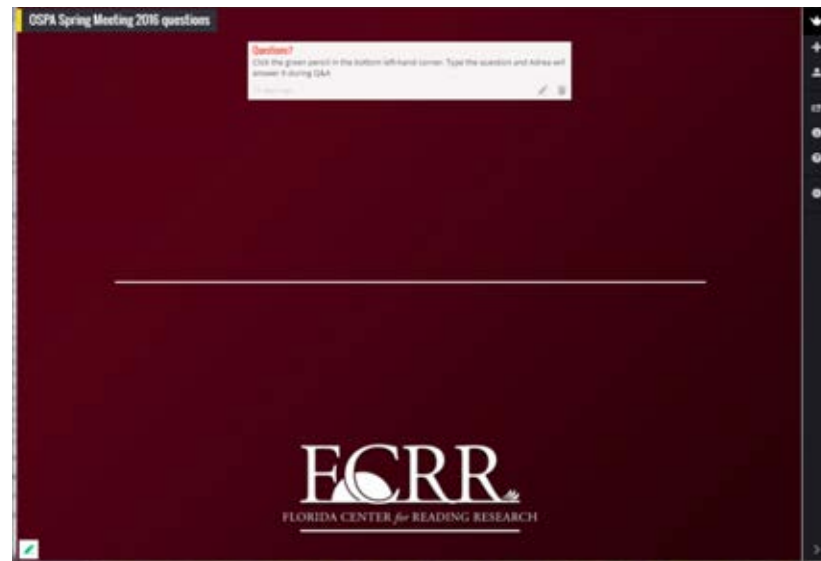 OSPA Spring Meeting 2016 questions
Questions?
Click the green pencil in the bottom left-hand corner. Type the question and Adrea will
answer it during Q&A
FCRR
FLORIDA CENTER for READING RESEARCH